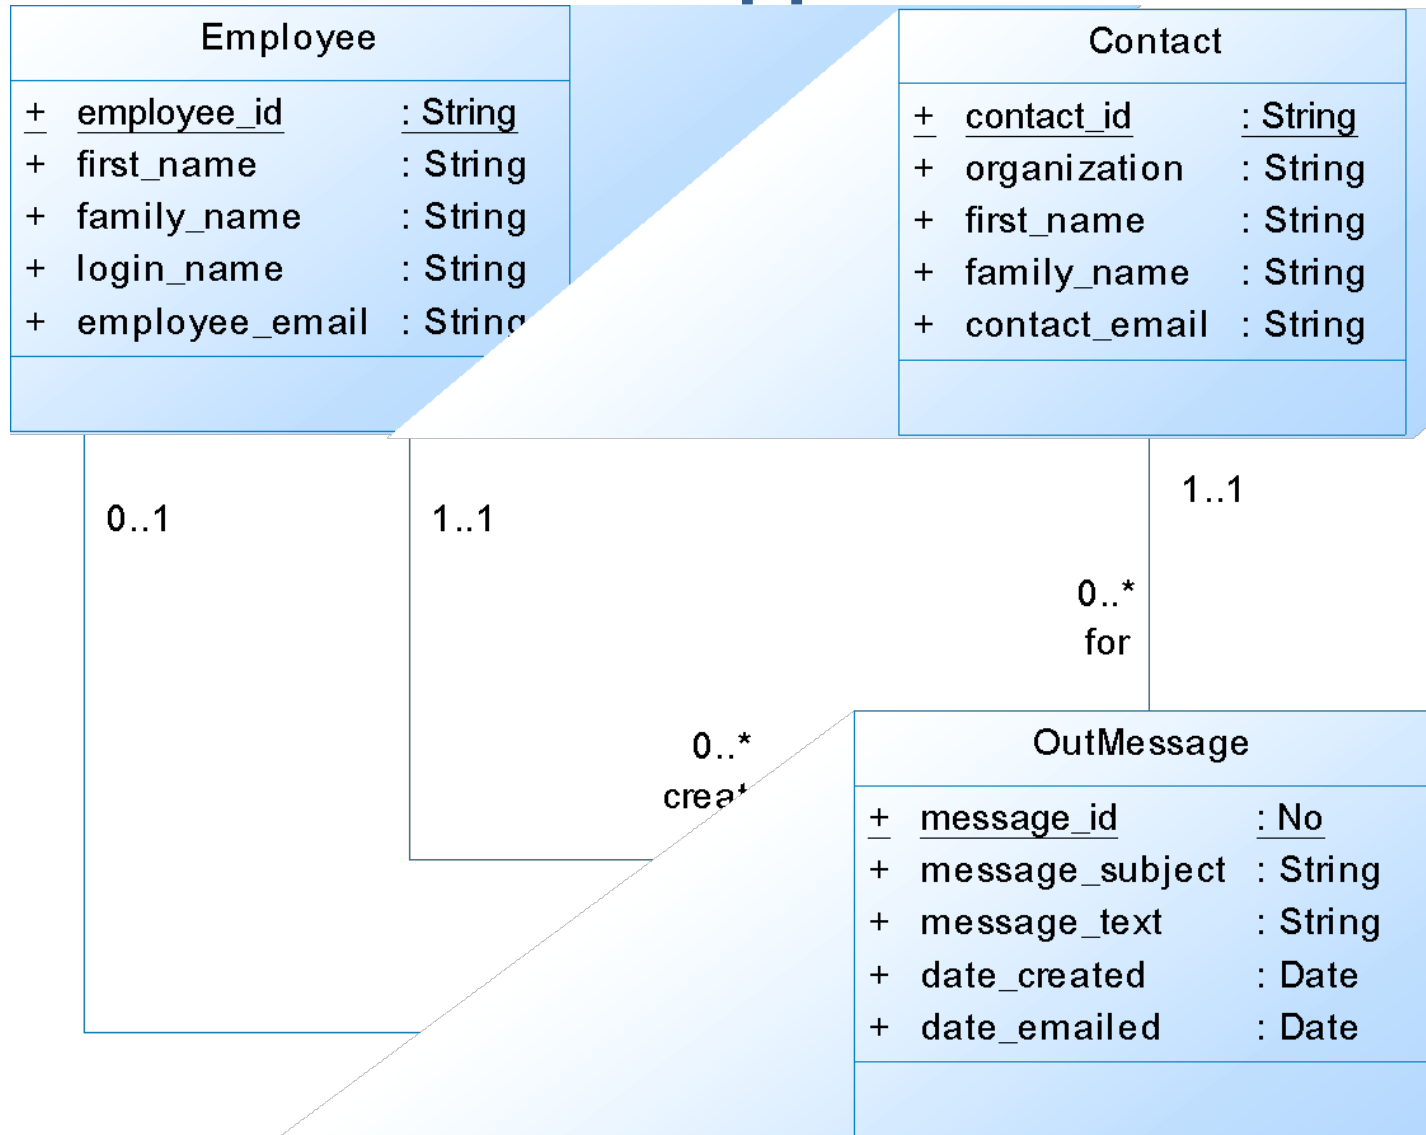 Employee
+ employee_id : String
+ first_name : String
+ family_name : String
+ login_name : String
+ employee_email : String
Contact
+ contact_id : String
+ organization : String
+ first_name : String
+ family_name : String
+ contact_email : String
0..1
1..1
1..1
0..*
for
0..*
OutMessage
+ message_id : No
+ message_subject : String
+ message_text : String
+ date_created : Date
+ date_emailed : Date